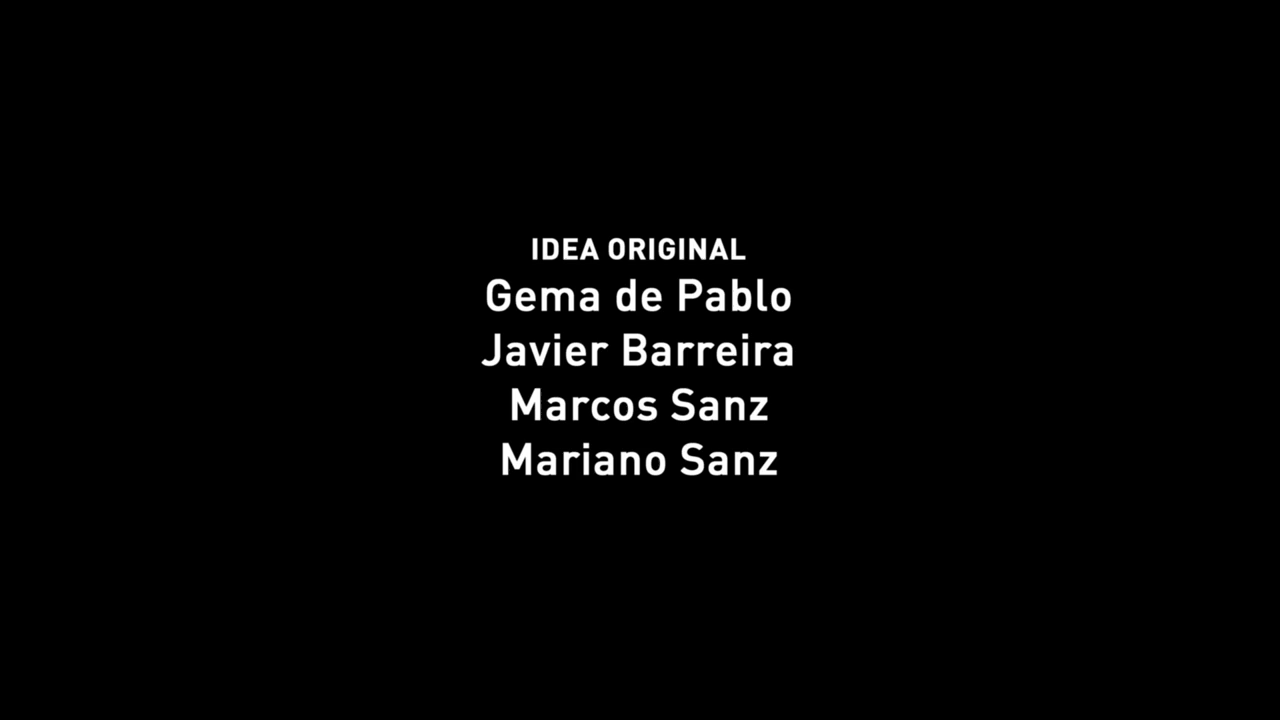 IDEA ORIGINAL
Gema de Pablo
Javier Barreira
Marcos Sanz
Mariano Sanz